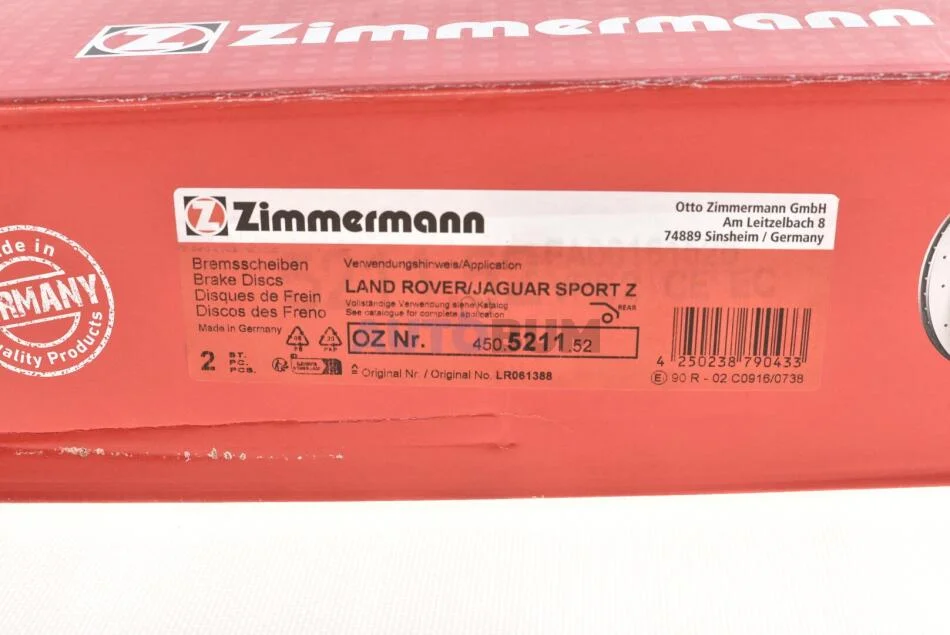 Zimmermann
Zimmermann
Otto Zimmermann GmbH
Am Leitzelbach 8
74889 Sinsheim / Germany
Bremsscheiben
Brake Discs
Disques de Frein
Discos des Freno
Made in Germany
2 ST.
PC.
PCS.
Verwendungshinweis/Application
LAND ROVER/JAGUAR SPORT Z
Vollständige Verwendung siehe Katalog
See catalogue for complete application
REAR
AUTOBUM
OZ Nr. 450.5211.52
Original Nr. / Original No. LR061388
4 250238 790433
E 90 R - 02 C0916/0738
Made in
GERMANY
Quality Products